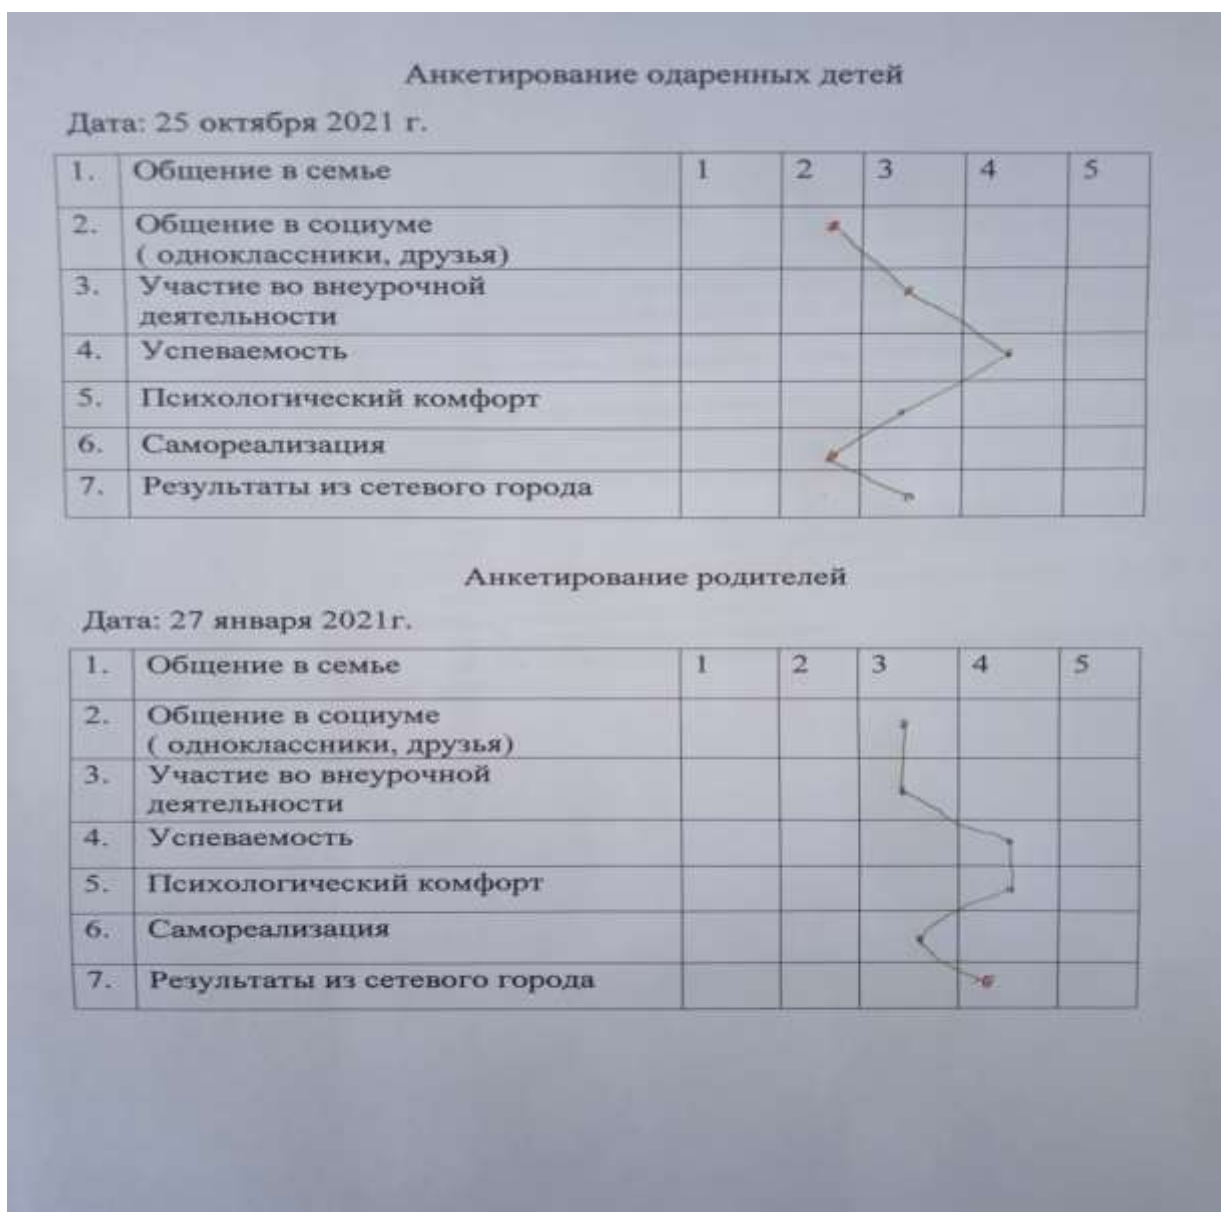 Анкетирование одаренных детей
Дата: 25 октября 2021 г.
1. Общение в семье 1 2 3 4 5
2. Общение в социуме
( одноклассники, друзья)
3. Участие во внеурочной
деятельности
4. Успеваемость
5. Психологический комфорт
6. Самореализация
7. Результаты из сетевого города
Анкетирование родителей
Дата: 27 января 2021г.
1. Общение в семье 1 2 3 4 5
2. Общение в социуме
( одноклассники, друзья)
3. Участие во внеурочной
деятельности
4. Успеваемость
5. Психологический комфорт
6. Самореализация
7. Результаты из сетевого города